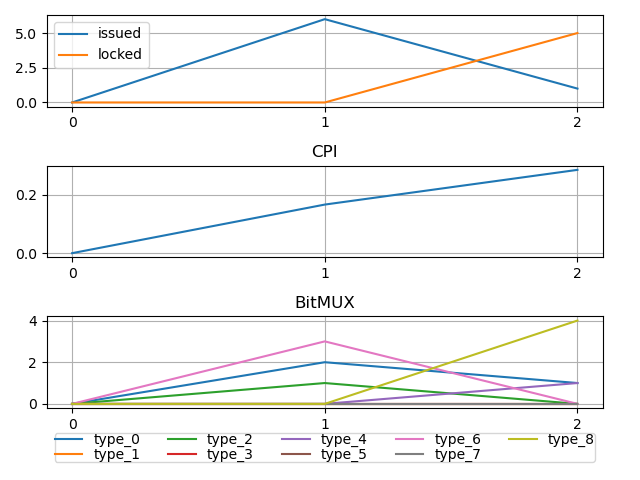 5.0
issued
locked
2.5
0.0
0 1 2
CPI
0.2
0.0
0 1 2
BitMUX
4
2
0
0 1 2
type_0 type_2 type_4 type_6 type_8
type_1 type_3 type_5 type_7